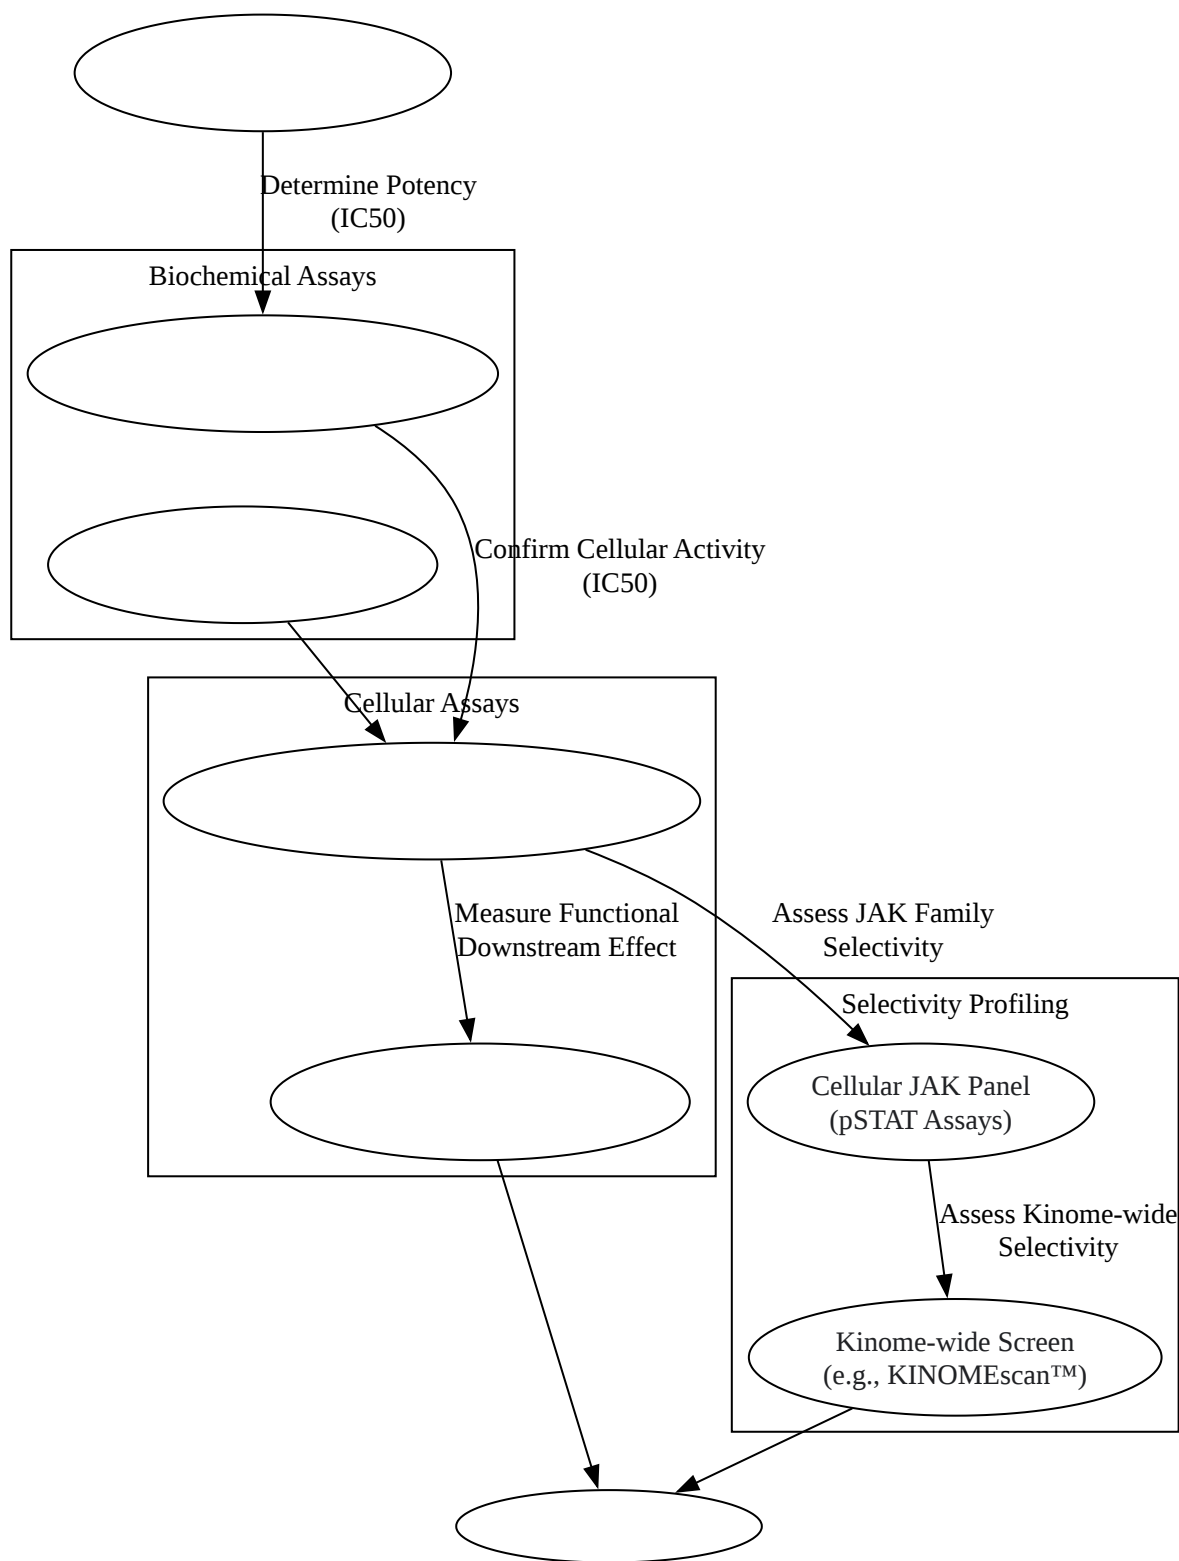 Determine Potency
(IC50)
Biochemical Assays
Confirm Cellular Activity
(IC50)
Cellular Assays
Measure Functional
Downstream Effect
Assess JAK Family
Selectivity
Selectivity Profiling
Cellular JAK Panel
(pSTAT Assays)
Assess Kinome-wide
Selectivity
Kinome-wide Screen
(e.g., KINOMEscan™)